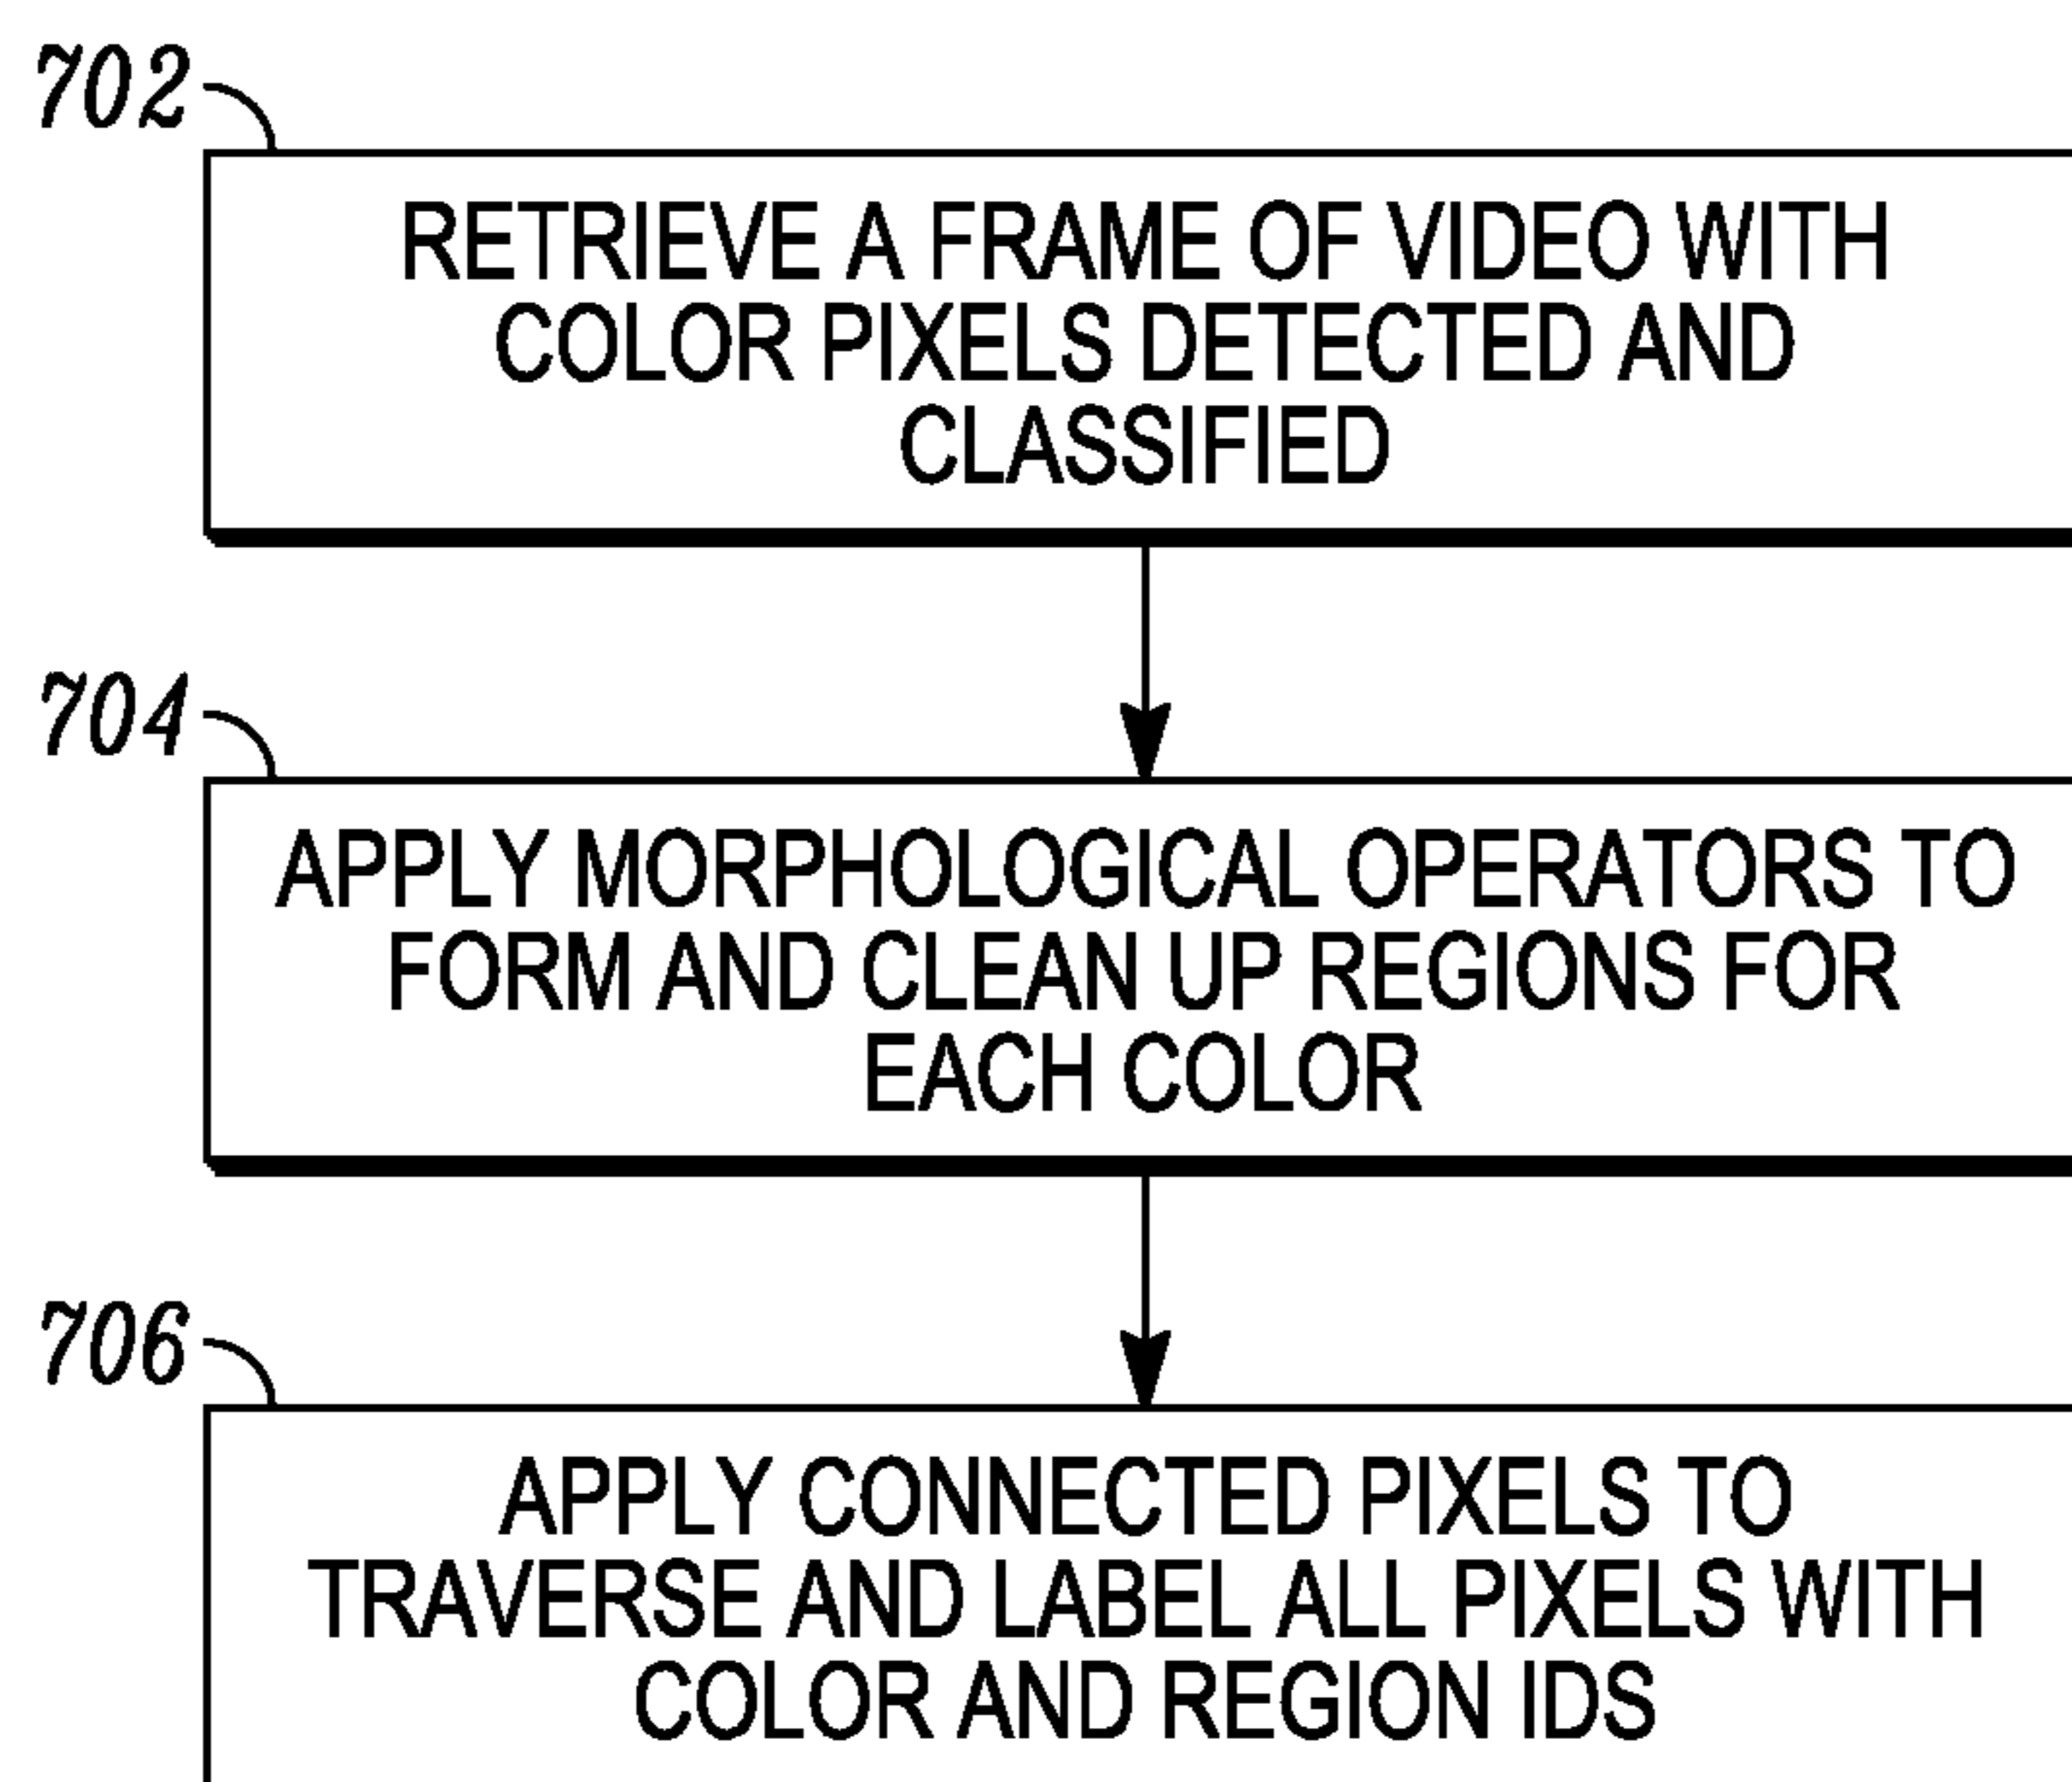 702
RETRIEVE A FRAME OF VIDEO WITH
COLOR PIXELS DETECTED AND
CLASSIFIED
704
APPLY MORPHOLOGICAL OPERATORS TO
FORM AND CLEAN UP REGIONS FOR
EACH COLOR
706
APPLY CONNECTED PIXELS TO
TRAVERSE AND LABEL ALL PIXELS WITH
COLOR AND REGION IDS